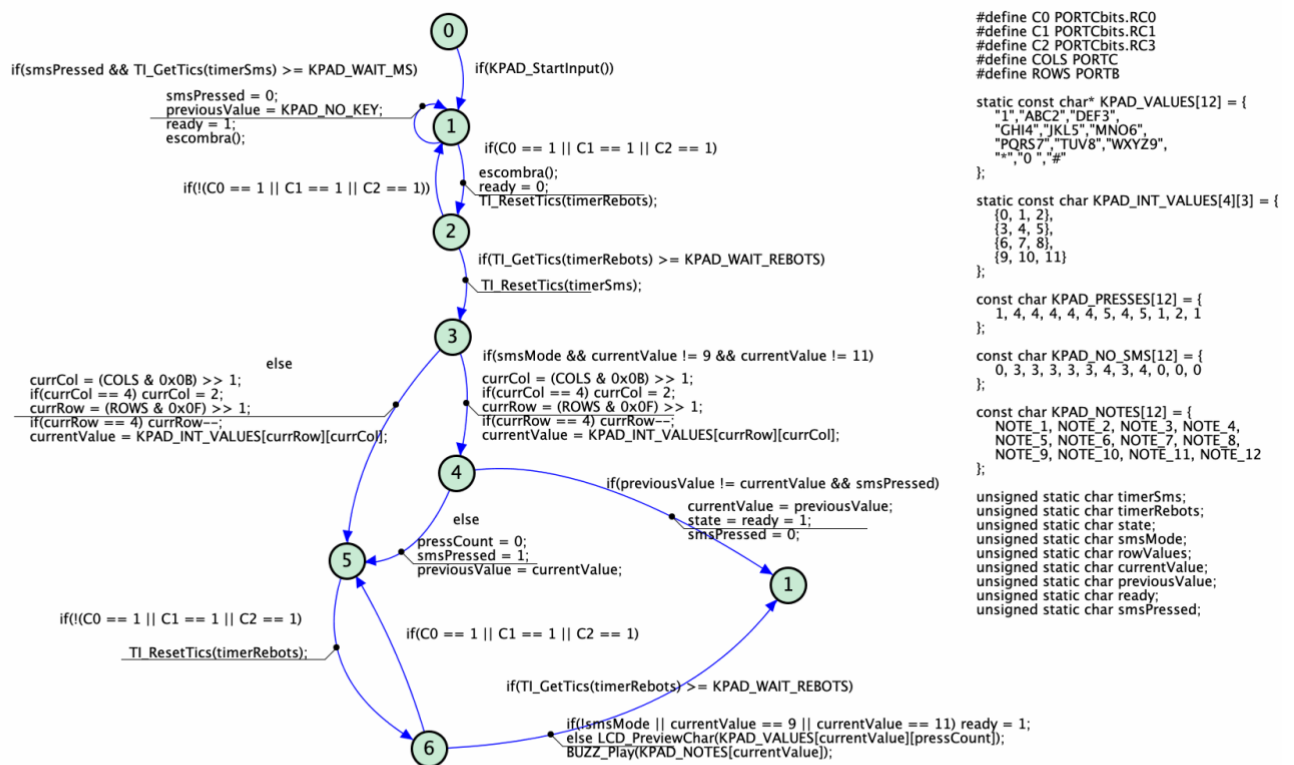 0
if(KPAD_StartInput())
if(smsPressed && TI_GetTics(timerSms) >= KPAD_WAIT_MS)
smsPressed = 0;
previousValue = KPAD_NO_KEY;
ready = 1;
escombra();
1
if(C0 == 1 || C1 == 1 || C2 == 1)
escombra();
ready = 0;
TI_ResetTics(timerRebots);
if(!(C0 == 1 || C1 == 1 || C2 == 1))
2
if(TI_GetTics(timerRebots) >= KPAD_WAIT_REBOTS)
TI_ResetTics(timerSms);
3
else
currCol = (COLS & 0x0B) >> 1;
if(currCol == 4) currCol = 2;
currRow = (ROWS & 0x0F) >> 1;
if(currRow == 4) currRow--;
currentValue = KPAD_INT_VALUES[currRow][currCol];
if(smsMode && currentValue != 9 && currentValue != 11)
currCol = (COLS & 0x0B) >> 1;
if(currCol == 4) currCol = 2;
currRow = (ROWS & 0x0F) >> 1;
if(currRow == 4) currRow--;
currentValue = KPAD_INT_VALUES[currRow][currCol];
4
if(previousValue != currentValue && smsPressed)
currentValue = previousValue;
state = ready = 1;
smsPressed = 0;
else
pressCount = 0;
smsPressed = 1;
previousValue = currentValue;
5
1
if(!(C0 == 1 || C1 == 1 || C2 == 1)
TI_ResetTics(timerRebots);
if(C0 == 1 || C1 == 1 || C2 == 1)
if(TI_GetTics(timerRebots) >= KPAD_WAIT_REBOTS)
if(!smsMode || currentValue == 9 || currentValue == 11) ready = 1;
else LCD_PreviewChar(KPAD_VALUES[currentValue][pressCount]);
BUZZ_Play(KPAD_NOTES[currentValue]);
6
#define C0 PORTCbits.RC0
#define C1 PORTCbits.RC1
#define C2 PORTCbits.RC3
#define COLS PORTC
#define ROWS PORTB
static const char* KPAD_VALUES[12] = {
"1","ABC2","DEF3",
"GHI4","JKL5","MNO6",
"PQRS7","TUV8","WXYZ9",
"*","0 ","#"
};
static const char KPAD_INT_VALUES[4][3] = {
{0, 1, 2},
{3, 4, 5},
{6, 7, 8},
{9, 10, 11}
};
const char KPAD_PRESSES[12] = {
1, 4, 4, 4, 4, 4, 5, 4, 5, 1, 2, 1
};
const char KPAD_NO_SMS[12] = {
0, 3, 3, 3, 3, 3, 4, 3, 4, 0, 0, 0
};
const char KPAD_NOTES[12] = {
NOTE_1, NOTE_2, NOTE_3, NOTE_4,
NOTE_5, NOTE_6, NOTE_7, NOTE_8,
NOTE_9, NOTE_10, NOTE_11, NOTE_12
};
unsigned static char timerSms;
unsigned static char timerRebots;
unsigned static char state;
unsigned static char smsMode;
unsigned static char rowValues;
unsigned static char currentValue;
unsigned static char previousValue;
unsigned static char ready;
unsigned static char smsPressed;